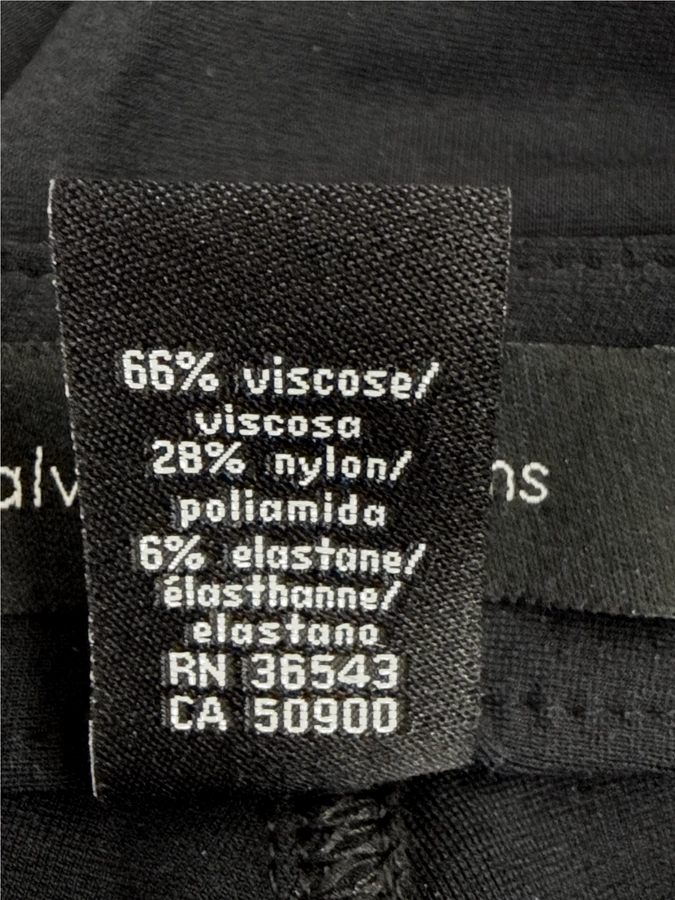 66% viscose/
viscosa
28% nylon/
poliamida
6% elastane/
élasthanne/
elastano
RN 36543
CA 50900